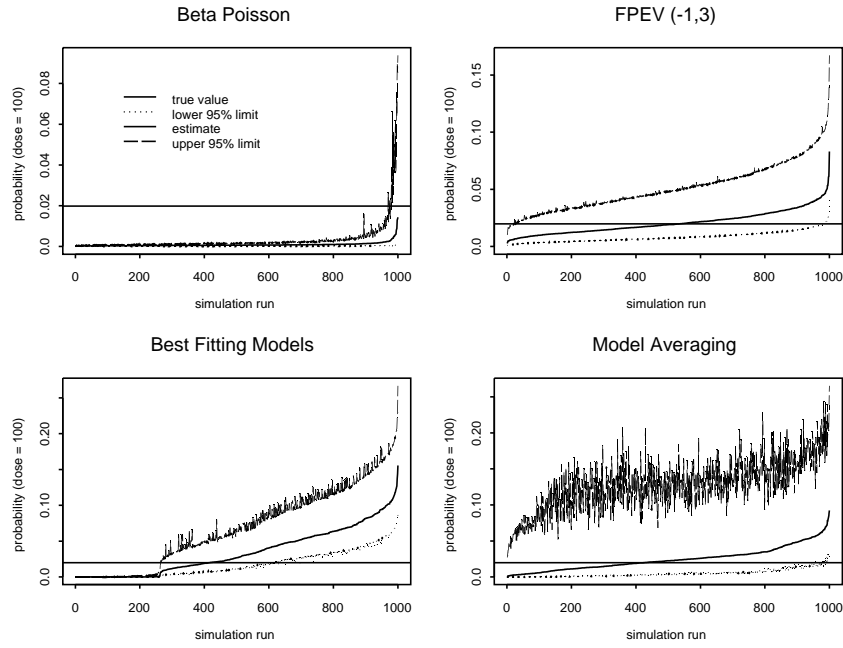 Beta Poisson
probability (dose = 100)
0.0 0.02 0.04 0.06 0.08
true value
lower 95% limit
estimate
upper 95% limit
0 200 400 600 800 1000
simulation run
FPEV (-1,3)
probability (dose = 100)
0.0 0.05 0.10 0.15
0 200 400 600 800 1000
simulation run
Best Fitting Models
probability (dose = 100)
0.0 0.10 0.20
0 200 400 600 800 1000
simulation run
Model Averaging
probability (dose = 100)
0.0 0.10 0.20
0 200 400 600 800 1000
simulation run